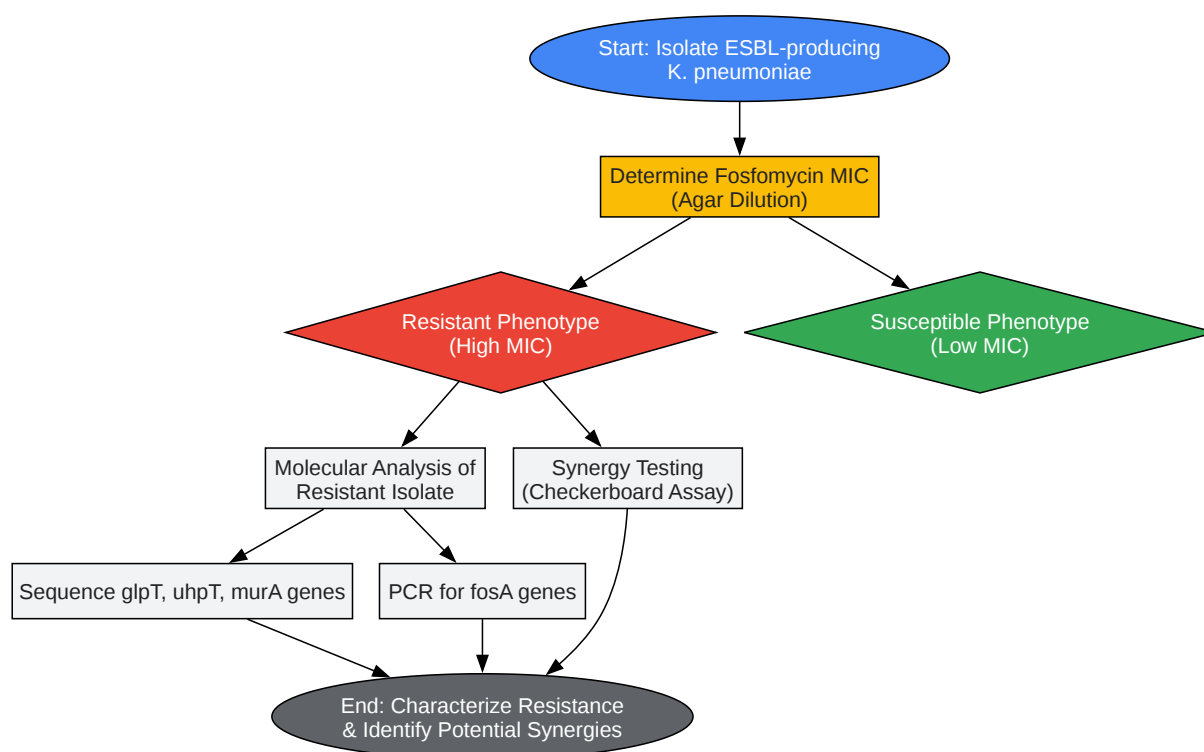 Start: Isolate ESBL-producing
K. pneumoniae
Determine Fosfomycin MIC
(Agar Dilution)
Resistant Phenotype
(High MIC)
Susceptible Phenotype
(Low MIC)
Molecular Analysis of
Resistant Isolate
Synergy Testing
(Checkerboard Assay)
Sequence glpT, uhpT, murA genes
PCR for fosA genes
End: Characterize Resistance
& Identify Potential Synergies